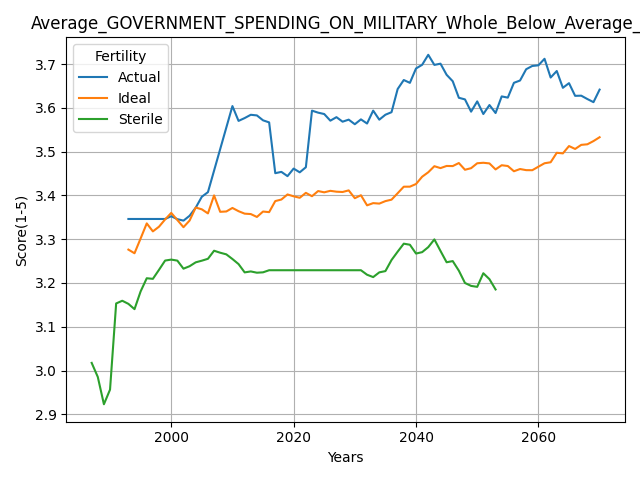 Average_GOVERNMENT_SPENDING_ON_MILITARY_Whole_Below_Average_
Fertility
Actual
Ideal
Sterile
Score(1-5)
3.7
3.6
3.5
3.4
3.3
3.2
3.1
3.0
2.9
2000 2020 2040 2060
Years